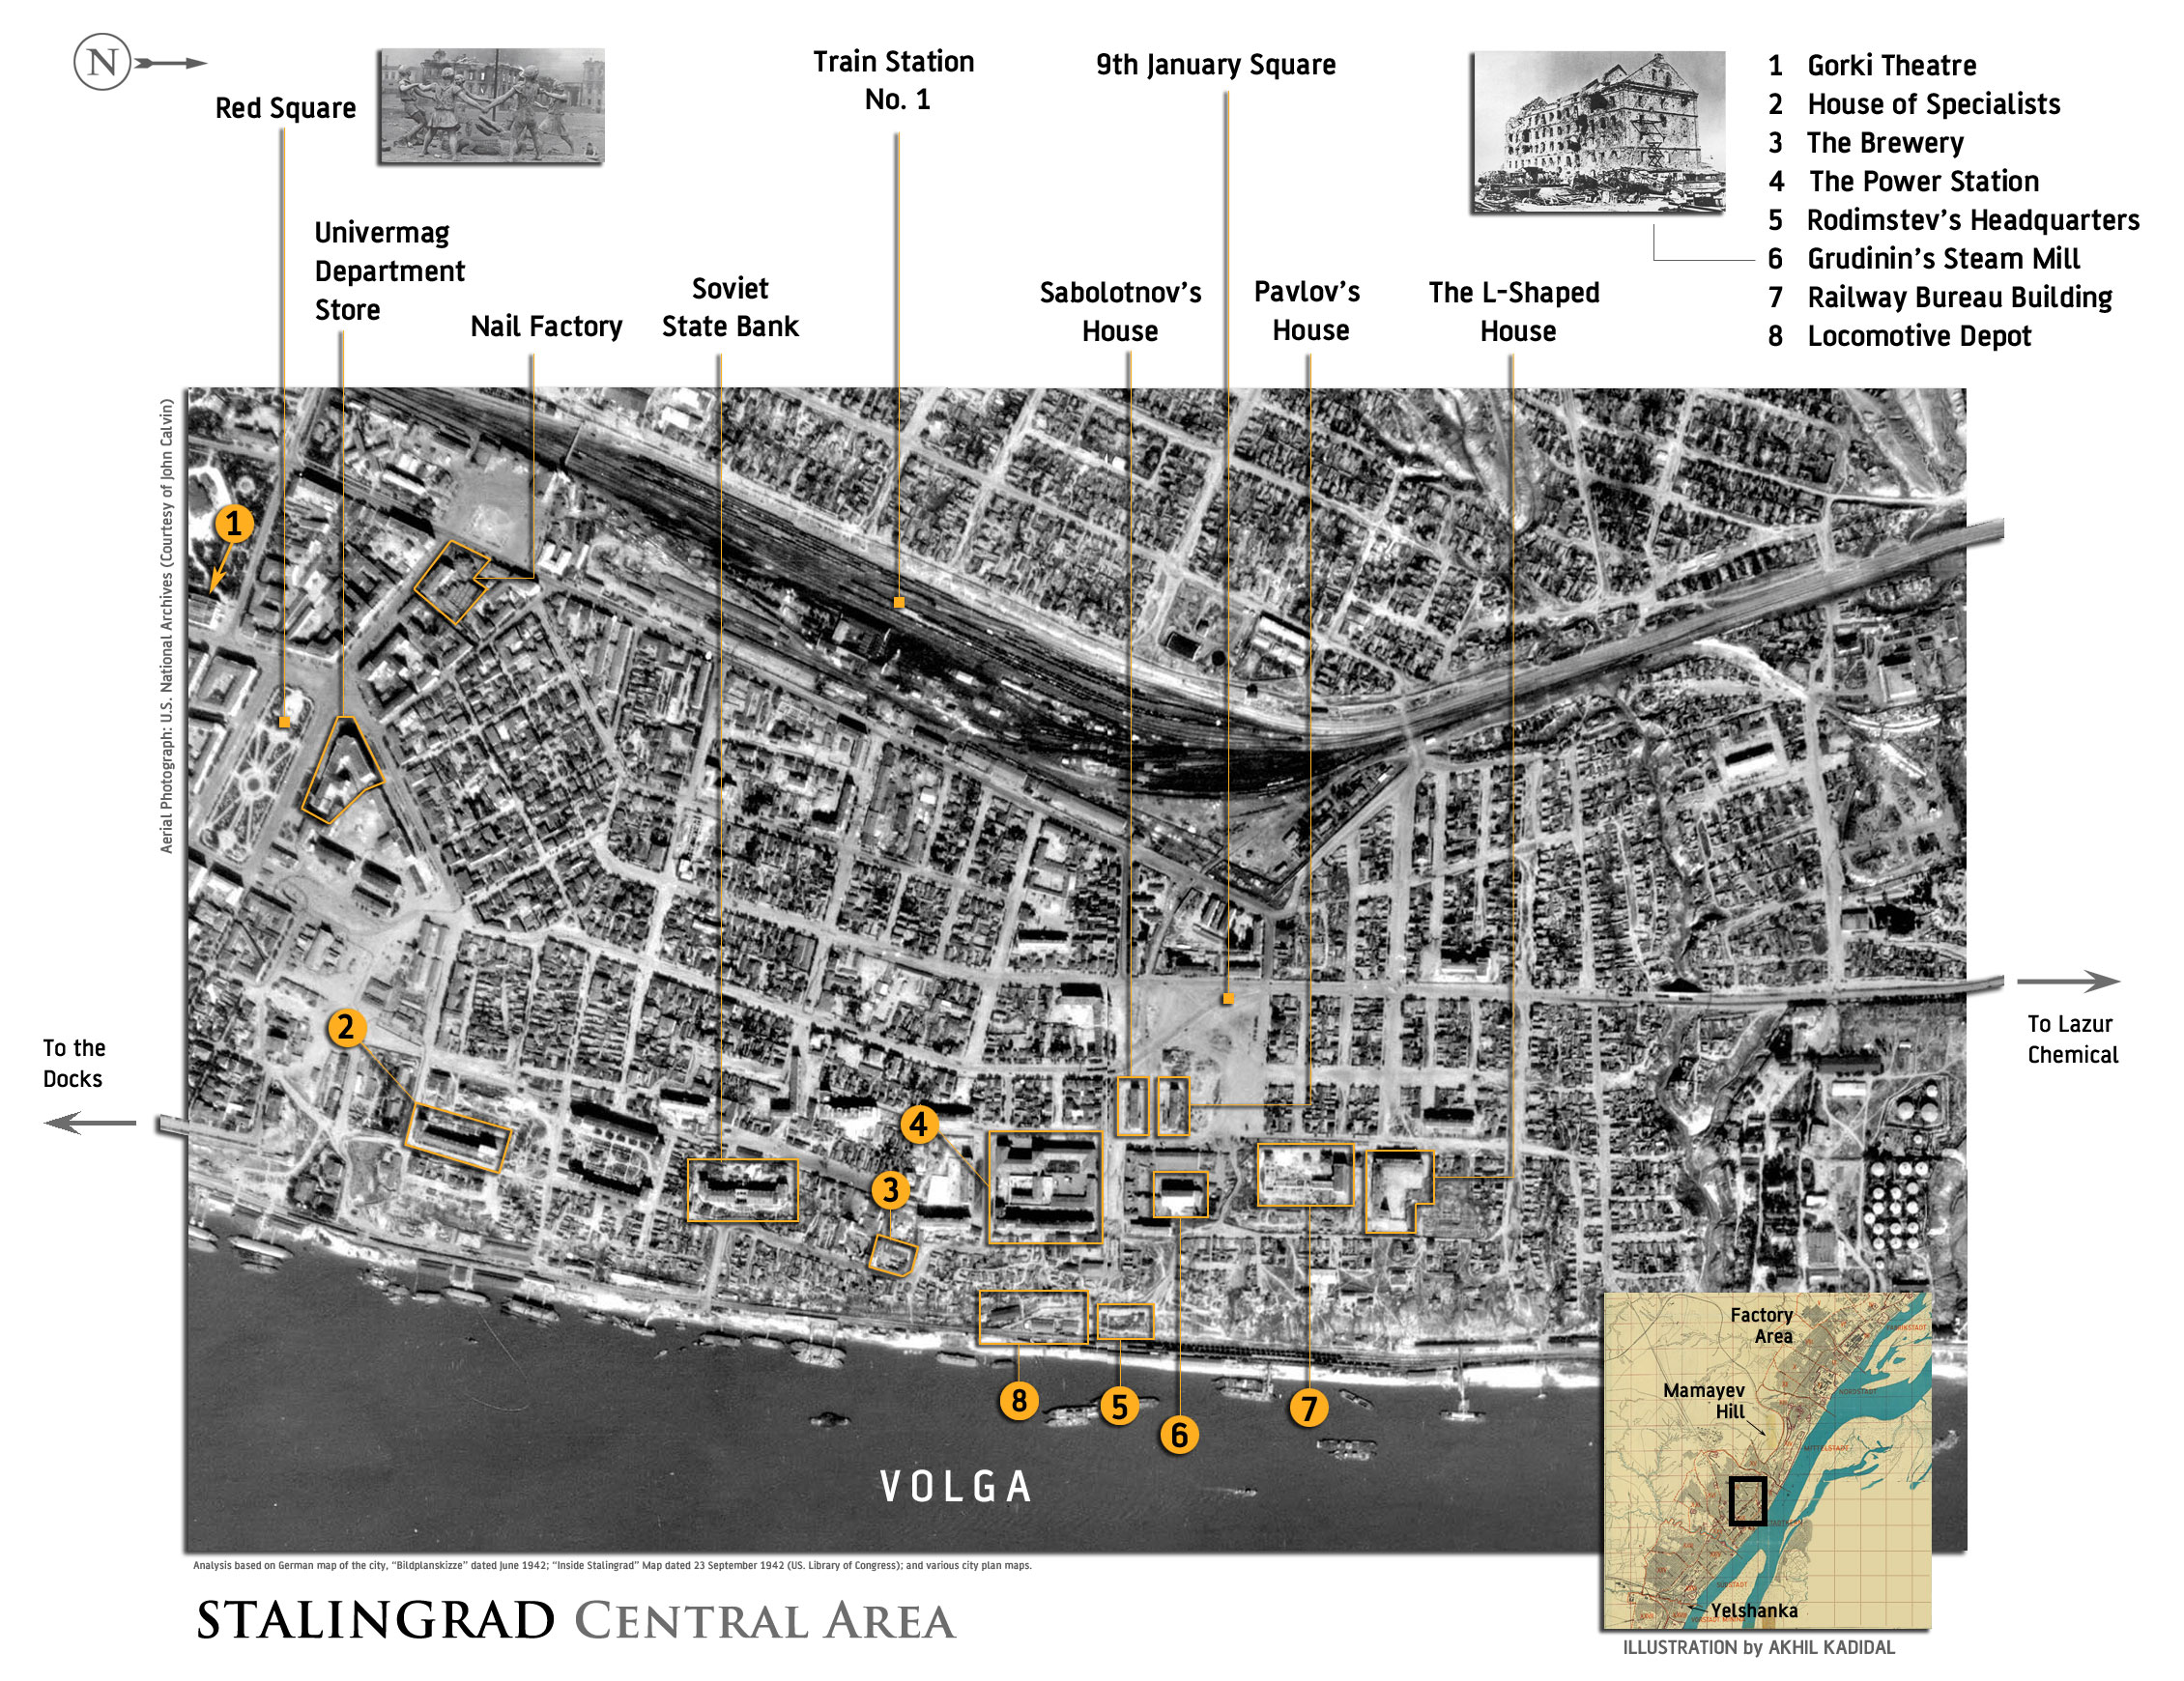 N
Red Square
Train Station
No. 1
9th January Square
1 Gorki Theatre
2 House of Specialists
3 The Brewery
4 The Power Station
5 Rodimstev's Headquarters
6 Grudinin's Steam Mill
7 Railway Bureau Building
8 Locomotive Depot
Univermag
Department
Store
Nail Factory
Soviet
State Bank
Sabolotnov's
House
Pavlov's
House
The L-Shaped
House
Aerial Photograph: U.S. National Archives (Courtesy of John Calvin)
1
2
3
4
8
5
6
7
To the
Docks
To Lazur
Chemical
VOLGA
Factory
Area
Mamayev
Hill
NORDSTADT
MITTELSTADT
SÜDSTADT
Yelshanka
Analysis based on German map of the city, "Bildplanskizze" dated June 1942; "Inside Stalingrad" Map dated 23 September 1942 (US. Library of Congress); and various city plan maps.
STALINGRAD CENTRAL AREA
ILLUSTRATION by AKHIL KADIDAL